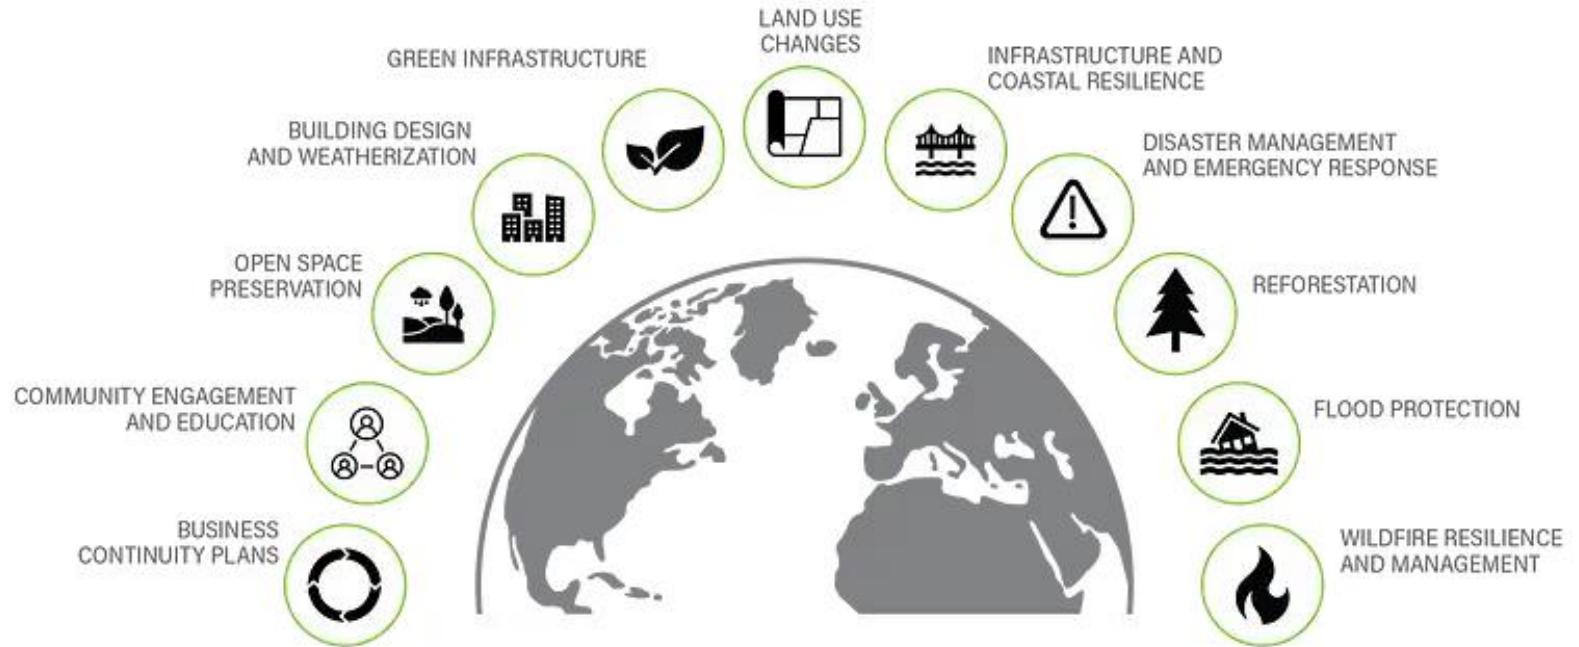 LAND USE
CHANGES
GREEN INFRASTRUCTURE
INFRASTRUCTURE AND
COASTAL RESILIENCE
BUILDING DESIGN
AND WEATHERIZATION
DISASTER MANAGEMENT
AND EMERGENCY RESPONSE
OPEN SPACE
PRESERVATION
REFORESTATION
COMMUNITY ENGAGEMENT
AND EDUCATION
FLOOD PROTECTION
BUSINESS
CONTINUITY PLANS
WILDFIRE RESILIENCE
AND MANAGEMENT